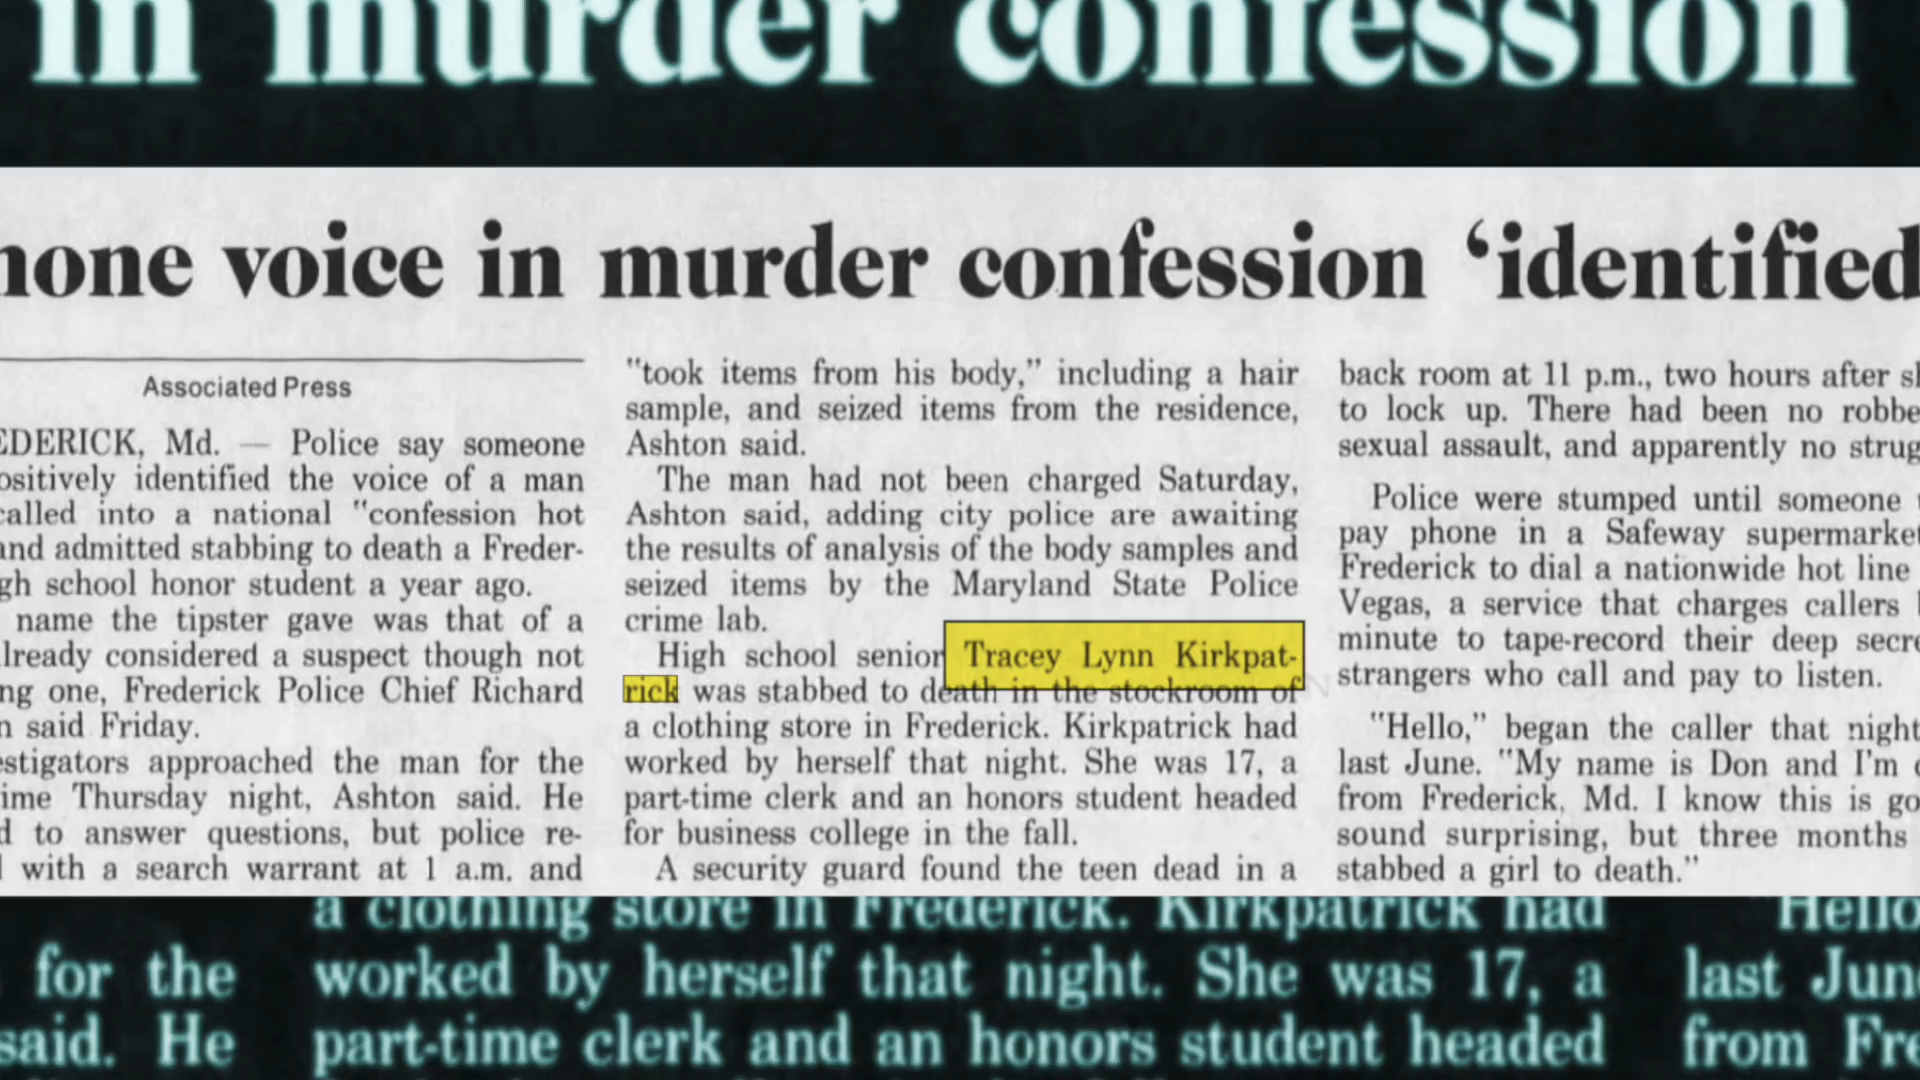 in murder confession
none voice in murder confession ‘identified
Associated Press
EDERICK, Md. — Police say someone
ositively identified the voice of a man
called into a national "confession hot
and admitted stabbing to death a Freder-
gh school honor student a year ago.
name the tipster gave was that of a
lready considered a suspect though not
ng one, Frederick Police Chief Richard
n said Friday.
estigators approached the man for the
ime Thursday night, Ashton said. He
d to answer questions, but police re-
with a search warrant at 1 a.m. and
"took items from his body," including a hair
sample, and seized items from the residence,
Ashton said.
The man had not been charged Saturday,
Ashton said, adding city police are awaiting
the results of analysis of the body samples and
seized items by the Maryland State Police
crime lab.
High school senior Tracey Lynn Kirkpat-
rick was stabbed to death in the stockroom of
a clothing store in Frederick. Kirkpatrick had
worked by herself that night. She was 17, a
part-time clerk and an honors student headed
for business college in the fall.
A security guard found the teen dead in a
back room at 11 p.m., two hours after sh
to lock up. There had been no robbe
sexual assault, and apparently no strug
Police were stumped until someone
pay phone in a Safeway supermarket
Frederick to dial a nationwide hot line
Vegas, a service that charges callers
minute to tape-record their deep secre
strangers who call and pay to listen.
"Hello," began the caller that night
last June. "My name is Don and I'm c
from Frederick, Md. I know this is go
sound surprising, but three months
stabbed a girl to death."
a clothing store in Frederick. Kirkpatrick had
"Hello
for the worked by herself that night. She was 17, a last Jun
said. He part-time clerk and an honors student headed from Fre